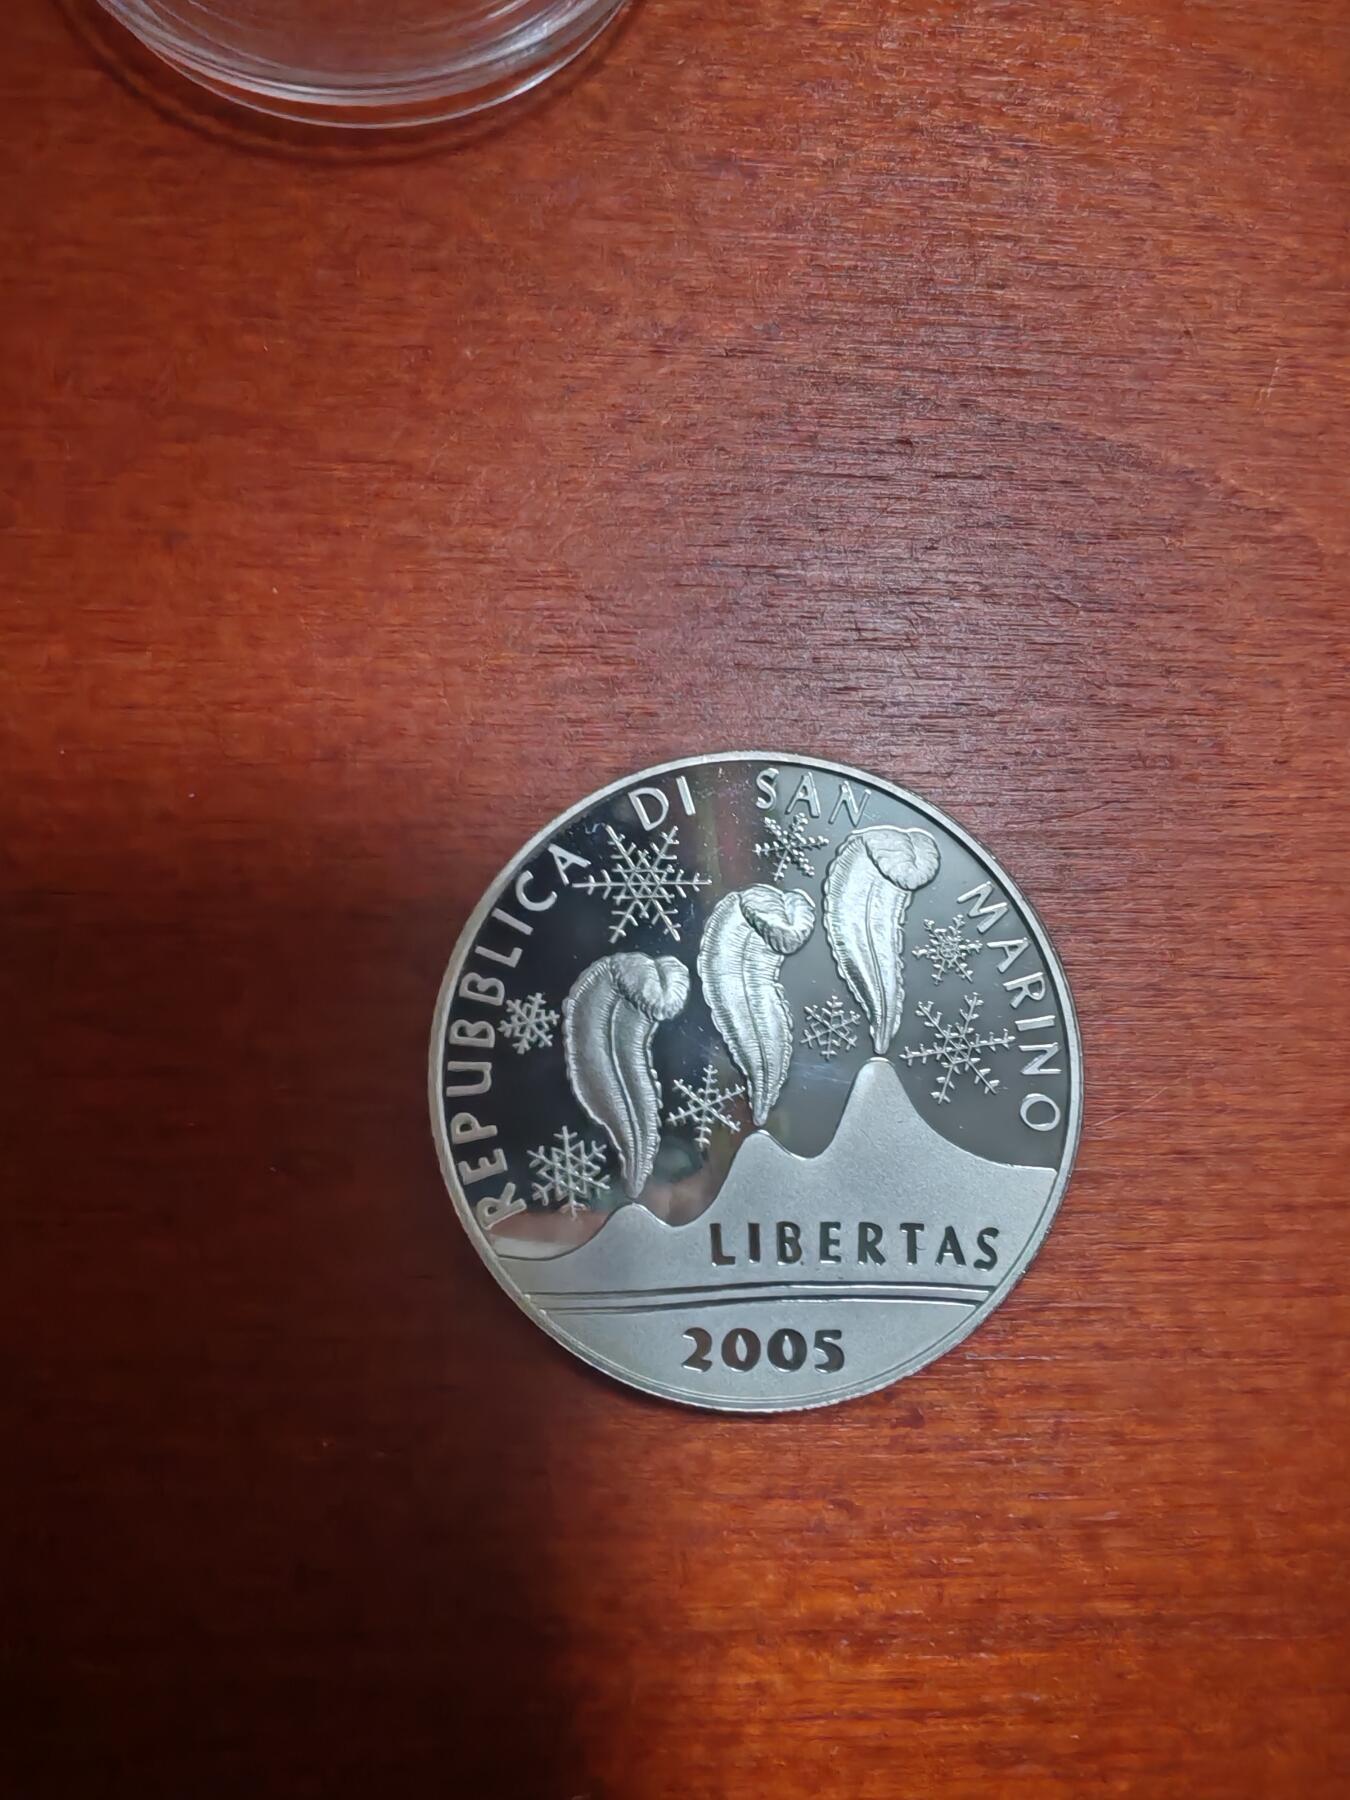 REPUBBLICA DI SAN MARINO
LIBERTAS
2005